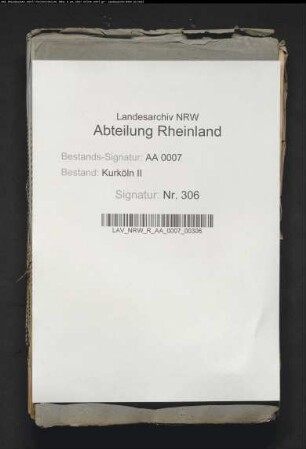 Landesarchiv NRW
Abteilung Rheinland
Bestands-Signatur: AA 0007
Bestand: Kurköln II
Signatur: Nr. 306
LAV_NRW_R_AA_0007_00306